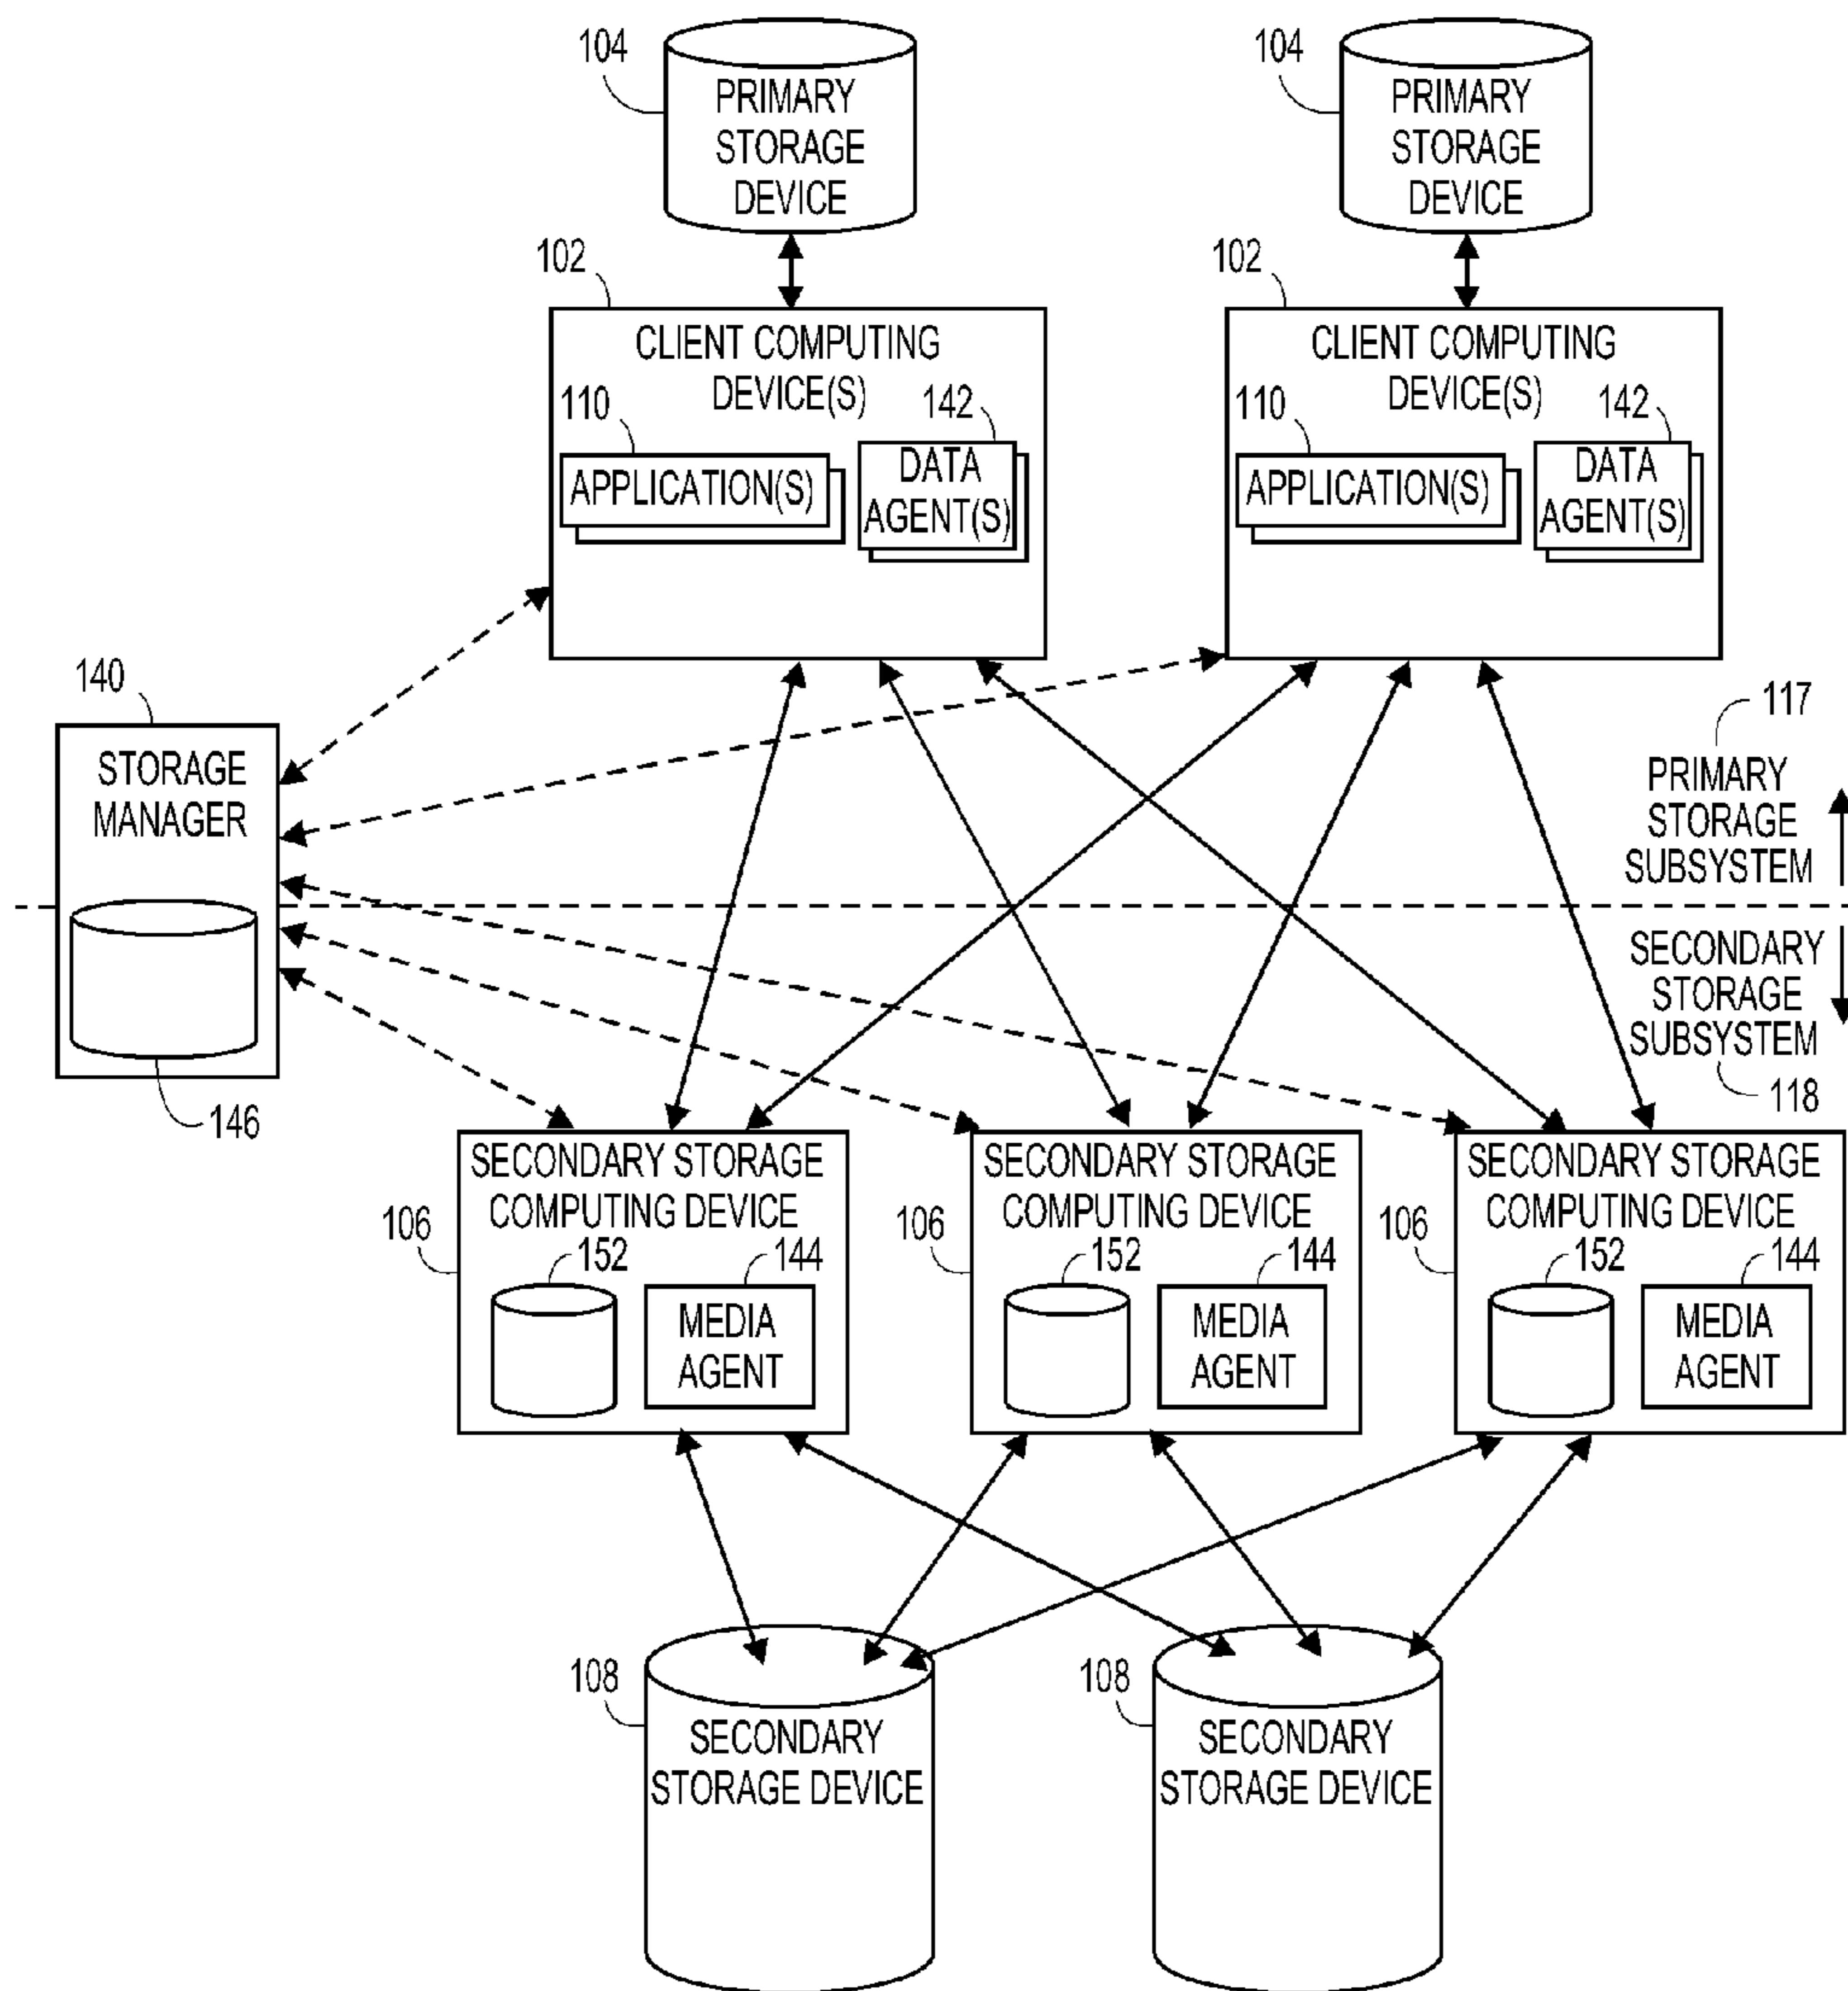 104
PRIMARY
STORAGE
DEVICE
104
PRIMARY
STORAGE
DEVICE
102
CLIENT COMPUTING
DEVICE(S)
110
142
APPLICATION(S)
DATA
AGENT(S)
102
CLIENT COMPUTING
DEVICE(S)
110
142
APPLICATION(S)
DATA
AGENT(S)
140
STORAGE
MANAGER
146
117
PRIMARY
STORAGE
SUBSYSTEM
SECONDARY
STORAGE
SUBSYSTEM
118
SECONDARY STORAGE
COMPUTING DEVICE
106
152
144
MEDIA
AGENT
SECONDARY STORAGE
COMPUTING DEVICE
106
152
144
MEDIA
AGENT
SECONDARY STORAGE
COMPUTING DEVICE
106
152
144
MEDIA
AGENT
108
SECONDARY
STORAGE DEVICE
108
SECONDARY
STORAGE DEVICE